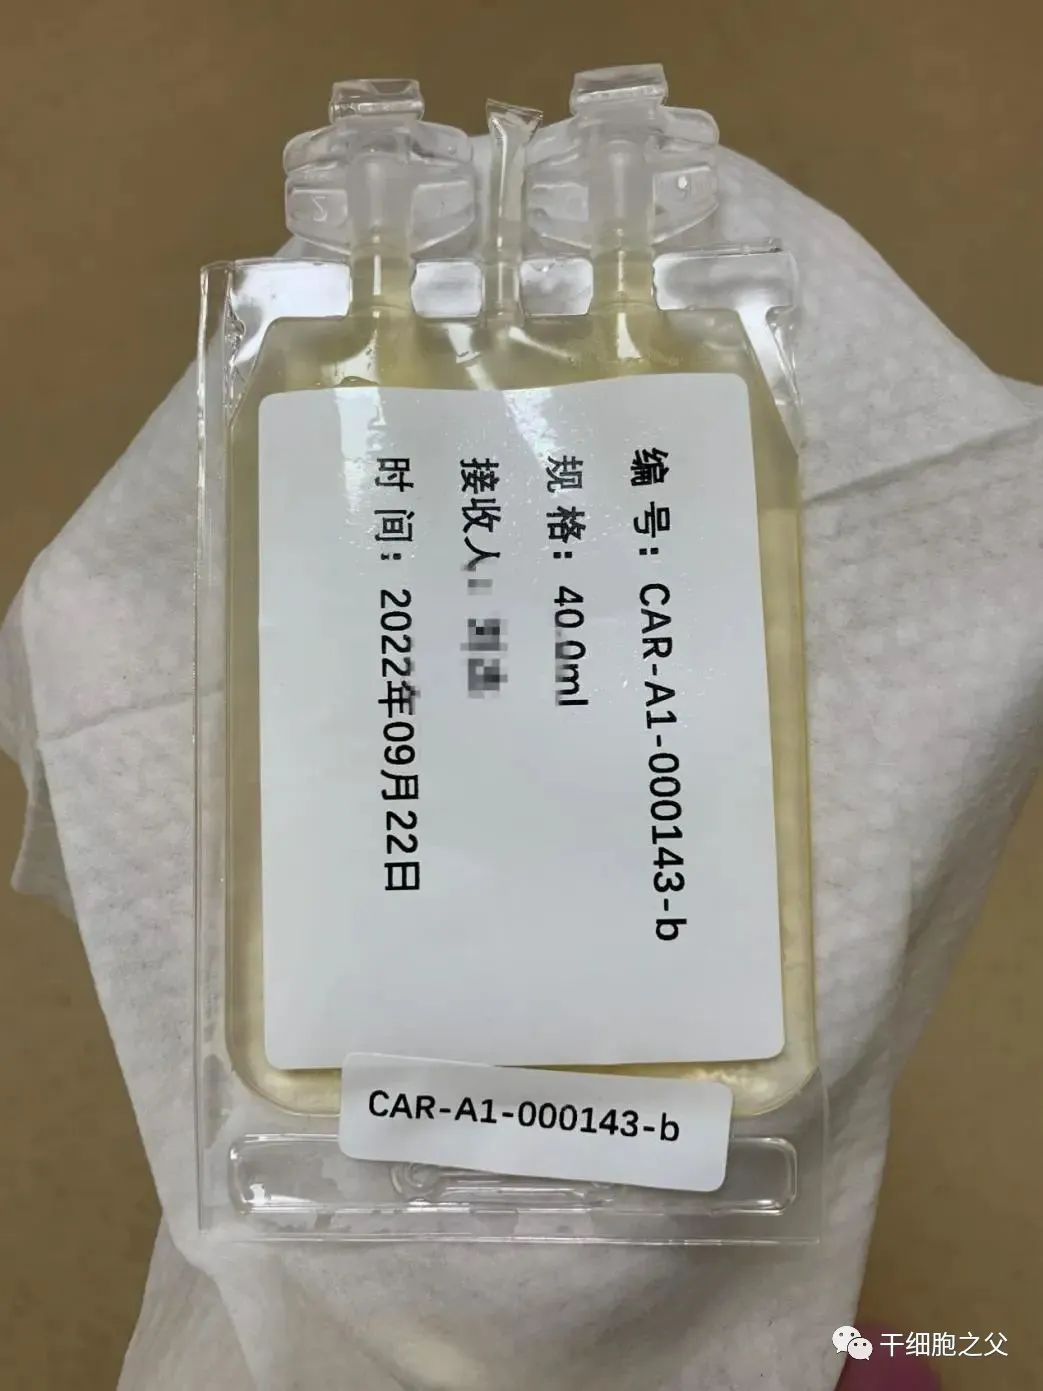 编号：CAR-A1-000143-b
规格：40.0ml
接收人：
时间：2022年09月22日
CAR-A1-000143-b
干细胞之父